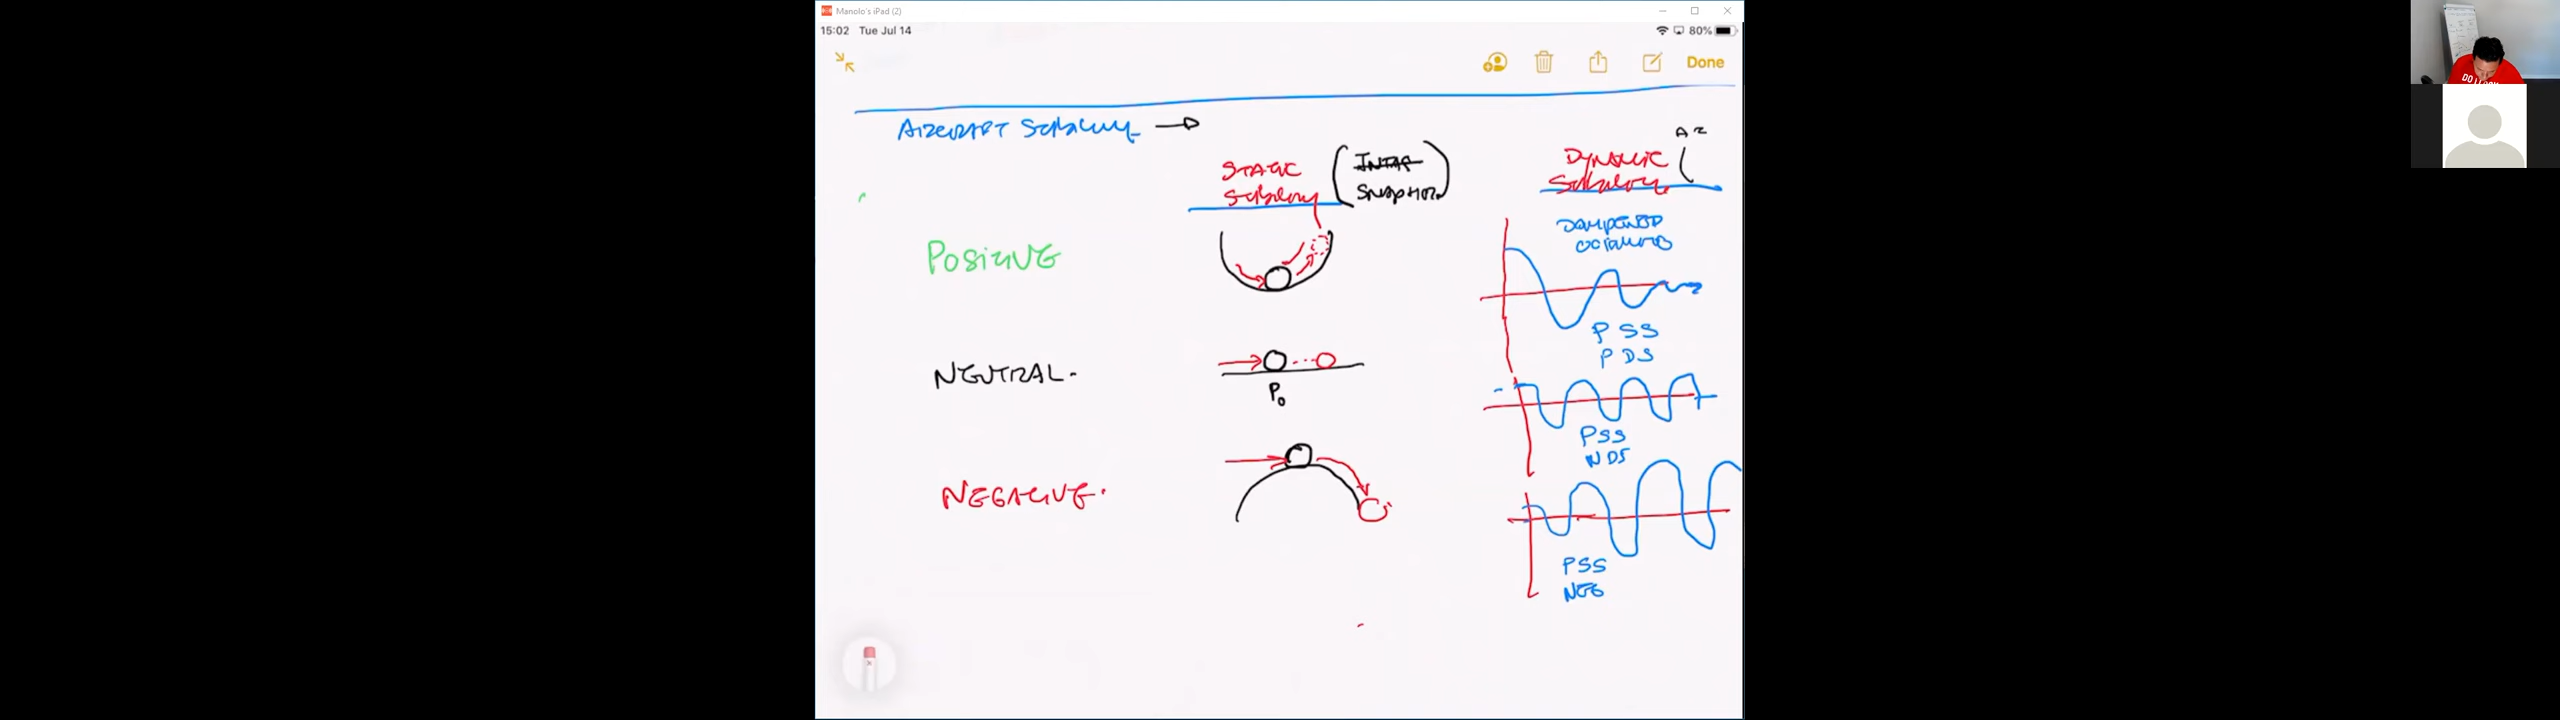 Manolo's iPad (2)
15:02 Tue Jul 14
80%
Done
AIRCRAFT Stability
STATIC
Stability
SNAPSHOT
DYNAMIC
Stability
DAMPENED
POSITIVE
PSS
PDS
NEUTRAL.
P0
PSS
NDS
NEGATIVE.
PSS
NEG